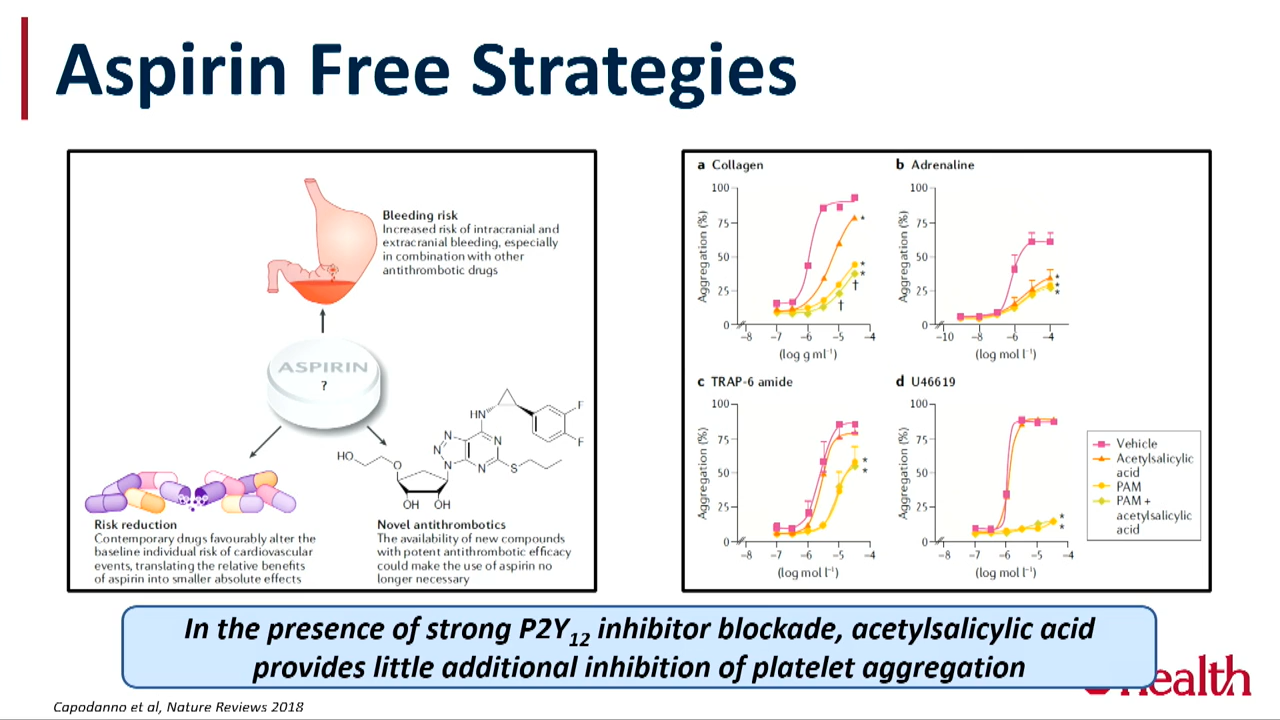 Aspirin Free Strategies
Bleeding risk
Increased risk of intracranial and
extracranial bleeding, especially
in combination with other
antithrombotic drugs
ASPIRIN
?
Risk reduction
Contemporary drugs favourably alter the
baseline individual risk of cardiovascular
events, translating the relative benefits
of aspirin into smaller absolute effects
HN
F
F
N
N
N
N
N
S
HO
O
OH OH
Novel antithrombotics
The availability of new compounds
with potent antithrombotic efficacy
could make the use of aspirin no
longer necessary
a Collagen
Aggregation (%)
100
75
50
25
0
* * * † †
–8 –7 –6 –5 –4
(log g ml⁻¹)
b Adrenaline
Aggregation (%)
100
75
50
25
0
* * *
–10 –8 –6 –4
(log mol l⁻¹)
c TRAP-6 amide
Aggregation (%)
100
75
50
25
0
* *
–8 –7 –6 –5 –4
(log mol l⁻¹)
d U46619
Aggregation (%)
100
75
50
25
0
* *
–8 –7 –6 –5 –4
(log mol l⁻¹)
Vehicle
Acetylsalicylic
acid
PAM
PAM +
acetylsalicylic
acid
In the presence of strong P2Y₁₂ inhibitor blockade, acetylsalicylic acid
provides little additional inhibition of platelet aggregation
Health
Capodanno et al, Nature Reviews 2018